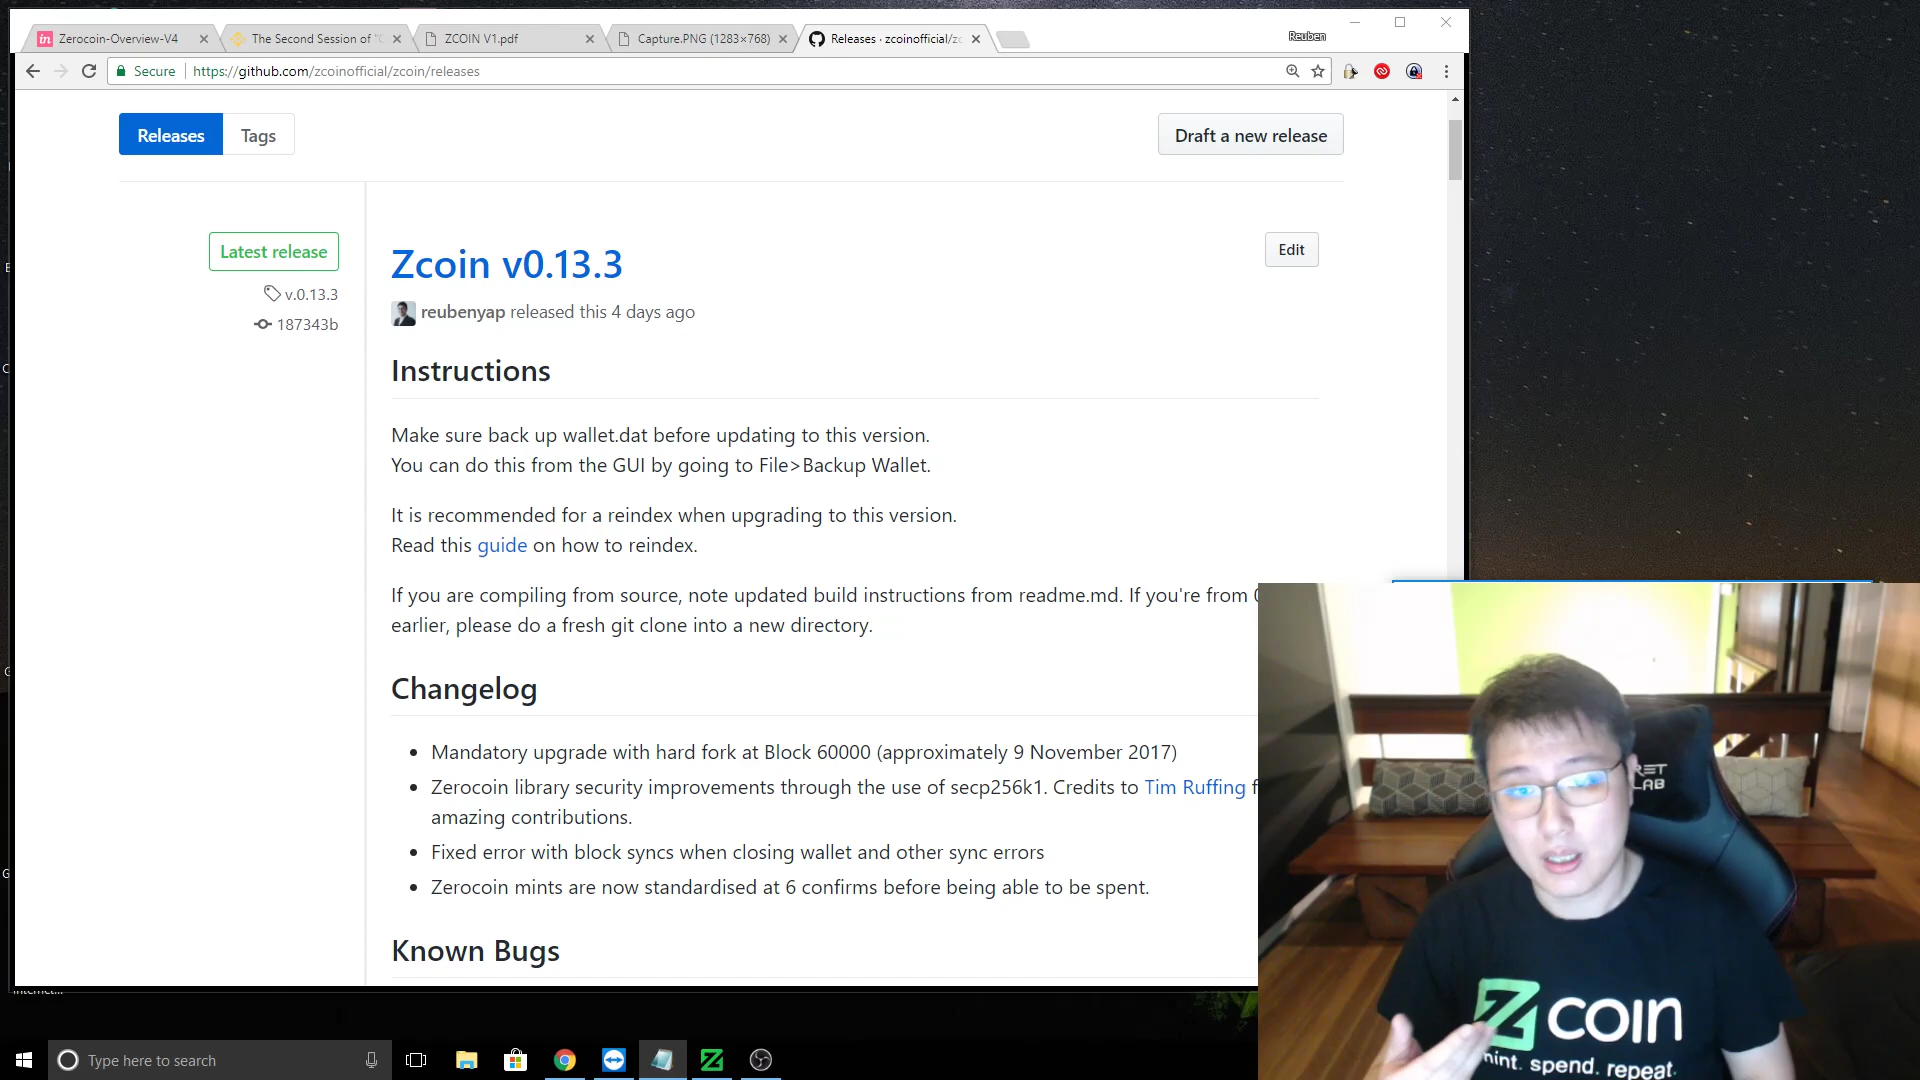 Zerocoin-Overview-V4
The Second Session of "C
ZCOIN V1.pdf
Capture.PNG (1283×768)
Releases · zcoinofficial/zc
Reuben
Secure
https://github.com/zcoinofficial/zcoin/releases
Releases
Tags
Draft a new release
Latest release
v.0.13.3
187343b
Zcoin v0.13.3
Edit
reubenyap released this 4 days ago
Instructions
Make sure back up wallet.dat before updating to this version.
You can do this from the GUI by going to File>Backup Wallet.
It is recommended for a reindex when upgrading to this version.
Read this guide on how to reindex.
If you are compiling from source, note updated build instructions from readme.md. If you're from 0
earlier, please do a fresh git clone into a new directory.
Changelog
Mandatory upgrade with hard fork at Block 60000 (approximately 9 November 2017)
Zerocoin library security improvements through the use of secp256k1. Credits to Tim Ruffing f
amazing contributions.
Fixed error with block syncs when closing wallet and other sync errors
Zerocoin mints are now standardised at 6 confirms before being able to be spent.
Known Bugs
RET
LAB
Zcoin
mint. spend. repeat.
Type here to search